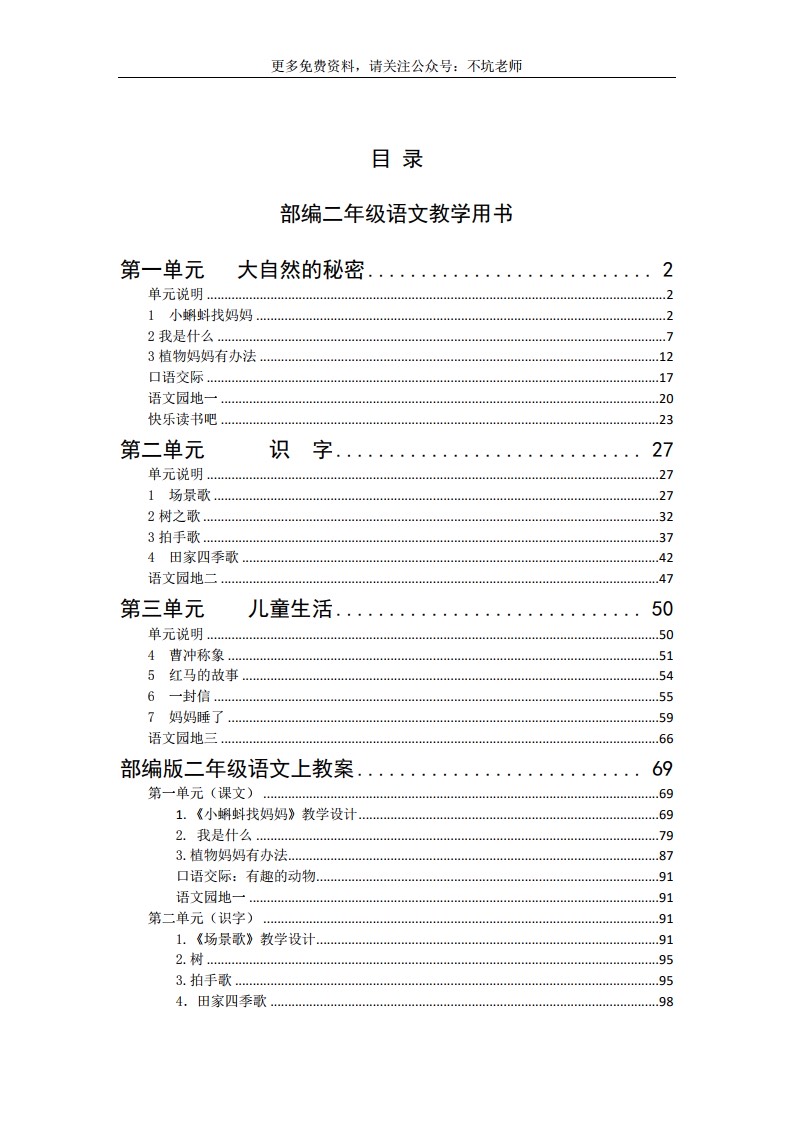 更多免费资料，请关注公众号：不坑老师
目 录
部编二年级语文教学用书
第一单元 大自然的秘密........................... 2
单元说明........................................2
1 小蝌蚪找妈妈........................................2
2 我是什么........................................7
3 植物妈妈有办法........................................12
口语交际........................................17
语文园地一........................................20
快乐读书吧........................................23
第二单元 识 字............................. 27
单元说明........................................27
1 场景歌........................................27
2 树之歌........................................32
3 拍手歌........................................37
4 田家四季歌........................................42
语文园地二........................................47
第三单元 儿童生活............................. 50
单元说明........................................50
4 曹冲称象........................................51
5 红马的故事........................................54
6 一封信........................................55
7 妈妈睡了........................................59
语文园地三........................................66
部编版二年级语文上教案........................... 69
第一单元（课文）........................................69
1.《小蝌蚪找妈妈》教学设计........................................69
2. 我是什么........................................79
3.植物妈妈有办法........................................87
口语交际：有趣的动物........................................91
语文园地一........................................91
第二单元（识字）........................................91
1.《场景歌》教学设计........................................91
2.树........................................95
3.拍手歌........................................95
4．田家四季歌........................................98